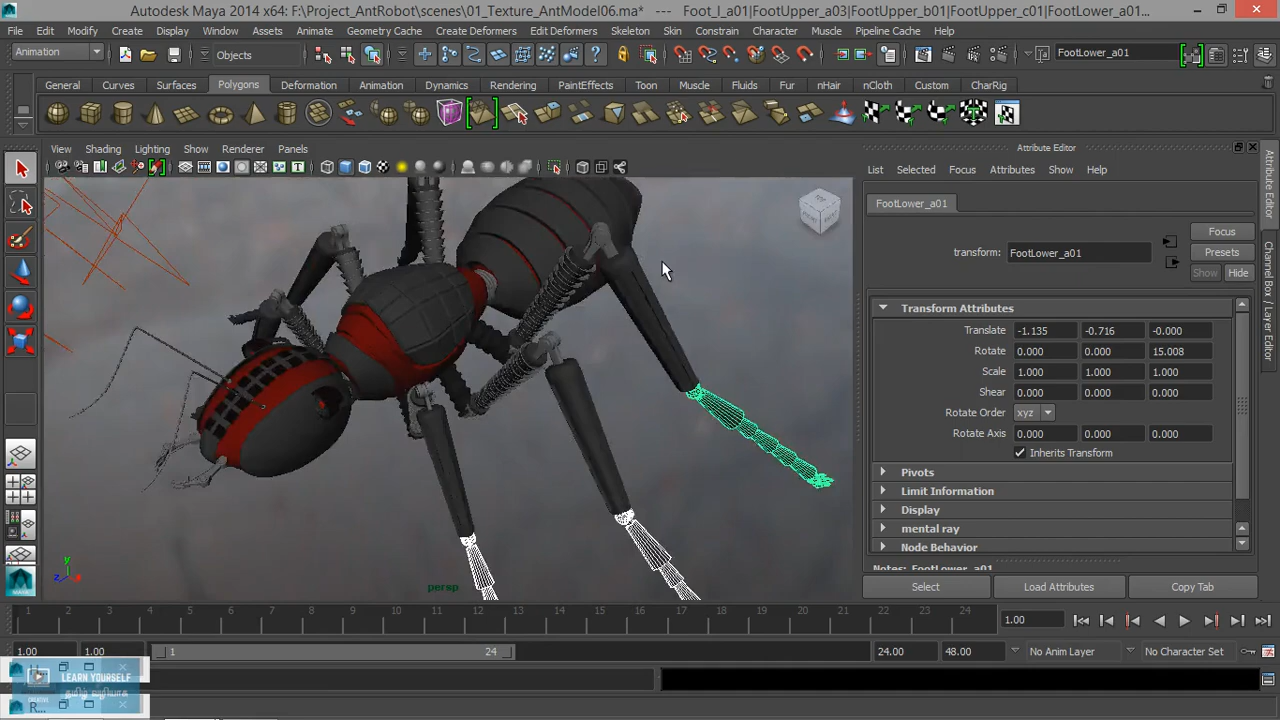 Autodesk Maya 2014 x64: F:\Project_AntRobot\scenes\01_Texture_AntModel06.ma* --- Foot_l_a01|FootUpper_a03|FootUpper_b01|FootUpper_c01|FootLower_a01...
File Edit Modify Create Display Window Assets Animate Geometry Cache Create Deformers Edit Deformers Skeleton Skin Constrain Character Muscle Pipeline Cache Help
Animation Objects FootLower_a01
General Curves Surfaces Polygons Deformation Animation Dynamics Rendering PaintEffects Toon Muscle Fluids Fur nHair nCloth Custom CharRig
View Shading Lighting Show Renderer Panels
Attribute Editor
List Selected Focus Attributes Show Help
FootLower_a01
Focus
transform: FootLower_a01 Presets
Show Hide
Transform Attributes
Translate -1.135 -0.716 -0.000
Rotate 0.000 0.000 15.008
Scale 1.000 1.000 1.000
Shear 0.000 0.000 0.000
Rotate Order xyz
Rotate Axis 0.000 0.000 0.000
Inherits Transform
Pivots
Limit Information
Display
mental ray
Node Behavior
Notes: FootLower_a01
Select Load Attributes Copy Tab
Attribute Editor
Channel Box / Layer Editor
persp
y
z x
1 2 3 4 5 6 7 8 9 10 11 12 13 14 15 16 17 18 19 20 21 22 23 24 1.00
1.00 1.00 1 24 24.00 48.00 No Anim Layer No Character Set
LEARN YOURSELF
தமிழ் வழியாக
R...